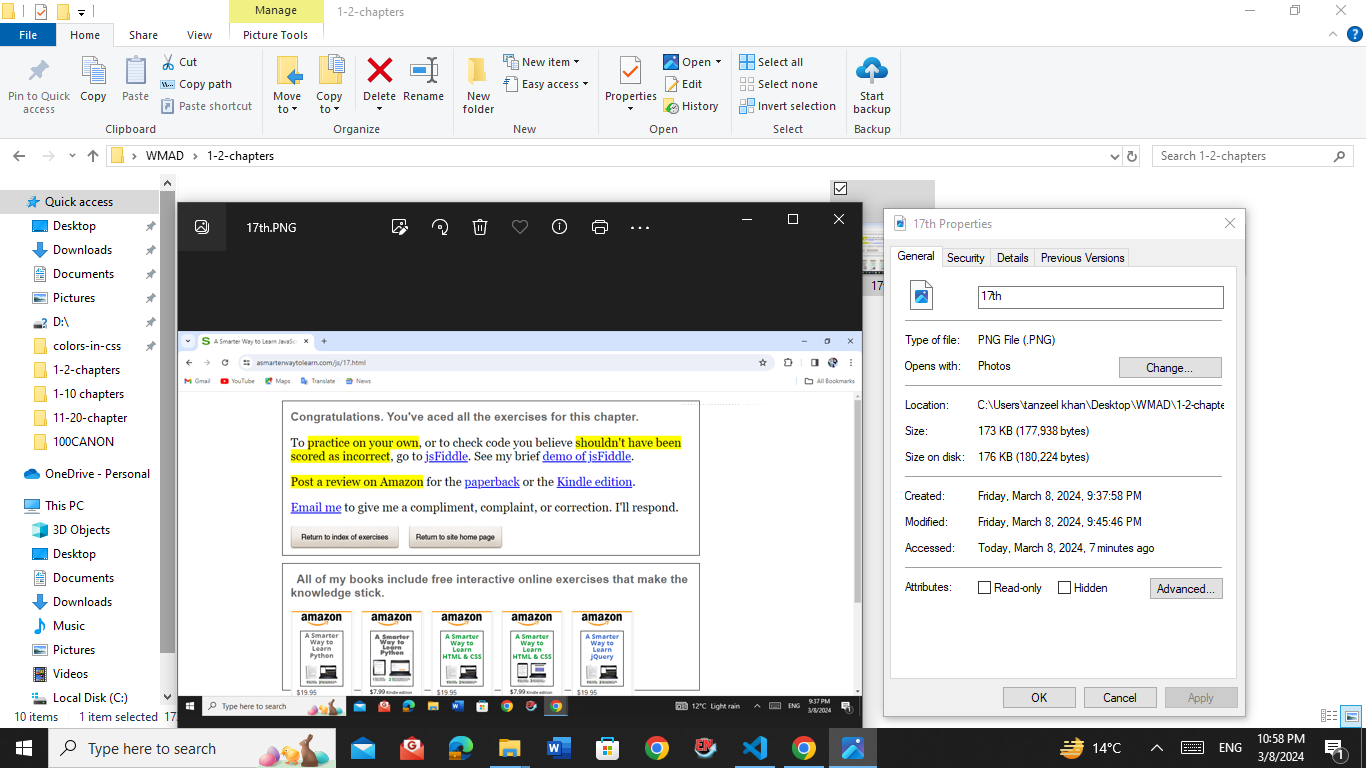 Manage
1-2-chapters
File
Home
Share
View
Picture Tools
Pin to Quick access
Copy
Paste
Cut
Copy path
Paste shortcut
Clipboard
Move to
Copy to
Delete
Rename
Organize
New folder
New item
Easy access
New
Properties
Open
Edit
History
Open
Select all
Select none
Invert selection
Select
Start backup
Backup
WMAD
1-2-chapters
Search 1-2-chapters
Quick access
Desktop
Downloads
Documents
Pictures
D:\
colors-in-css
1-2-chapters
1-10 chapters
11-20-chapter
100CANON
OneDrive - Personal
This PC
3D Objects
Desktop
Documents
Downloads
Music
Pictures
Videos
Local Disk (C:)
10 items
1 item selected
17th.PNG
A Smarter Way to Learn JavaSc
asmarterwaytolearn.com/js/17.html
Gmail
YouTube
Maps
Translate
News
All Bookmarks
Congratulations. You've aced all the exercises for this chapter.
To practice on your own, or to check code you believe shouldn't have been
scored as incorrect, go to jsFiddle. See my brief demo of jsFiddle.
Post a review on Amazon for the paperback or the Kindle edition.
Email me to give me a compliment, complaint, or correction. I'll respond.
Return to index of exercises
Return to site home page
All of my books include free interactive online exercises that make the
knowledge stick.
amazon amazon amazon amazon amazon
A Smarter Way to Learn Python
A Smarter Way to Learn Python
A Smarter Way to Learn HTML & CSS
A Smarter Way to Learn HTML & CSS
A Smarter Way to Learn jQuery
$19.95
$7.99 Kindle edition
$19.95
$7.99 Kindle edition
$19.95
Type here to search
12°C Light rain
ENG
9:37 PM
3/8/2024
17th Properties
General
Security
Details
Previous Versions
17th
Type of file: PNG File (.PNG)
Opens with: Photos
Change...
Location: C:\Users\tanzeel khan\Desktop\WMAD\1-2-chapte
Size: 173 KB (177,938 bytes)
Size on disk: 176 KB (180,224 bytes)
Created: Friday, March 8, 2024, 9:37:58 PM
Modified: Friday, March 8, 2024, 9:45:46 PM
Accessed: Today, March 8, 2024, 7 minutes ago
Attributes:
Read-only
Hidden
Advanced...
OK
Cancel
Apply
Type here to search
14°C
ENG
10:58 PM
3/8/2024
1